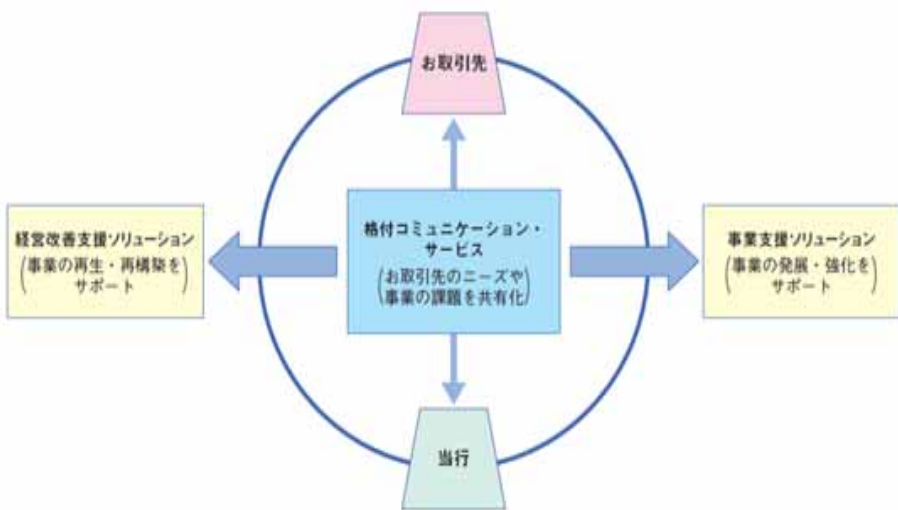 お取引先
経営改善支援ソリューション
(事業の再生・再構築を
サポート)
格付コミュニケーション・
サービス
(お取引先のニーズや
事業の課題を共有化)
事業支援ソリューション
(事業の発展・強化を
サポート)
当行